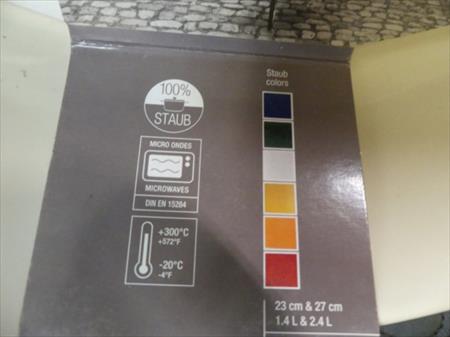 100%
STAUB
MICRO ONDES
MICROWAVES
DIN EN 15284
+300°C
+572°F
-20°C
-4°F
Staub
colors
23 cm & 27 cm
1.4 L & 2.4 L